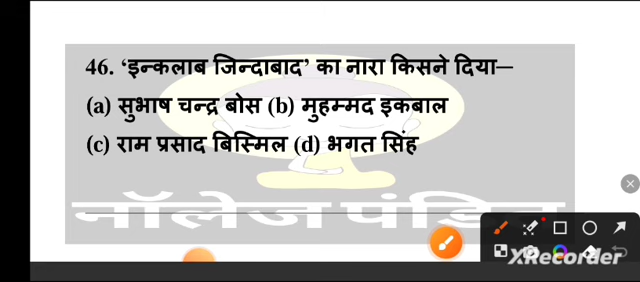 46. ‘इन्कलाब जिन्दाबाद’ का नारा किसने दिया–
(a) सुभाष चन्द्र बोस (b) मुहम्मद इकबाल
(c) राम प्रसाद बिस्मिल (d) भगत सिंह
नॉलेज पंडित
XRecorder